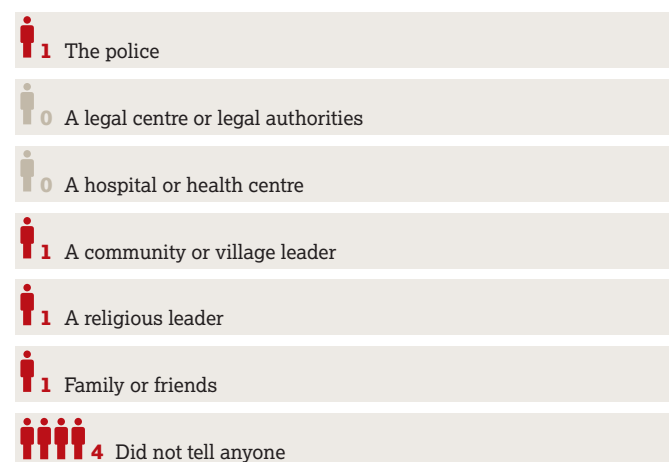 1 The police
0 A legal centre or legal authorities
0 A hospital or health centre
1 A community or village leader
1 A religious leader
1 Family or friends
4 Did not tell anyone